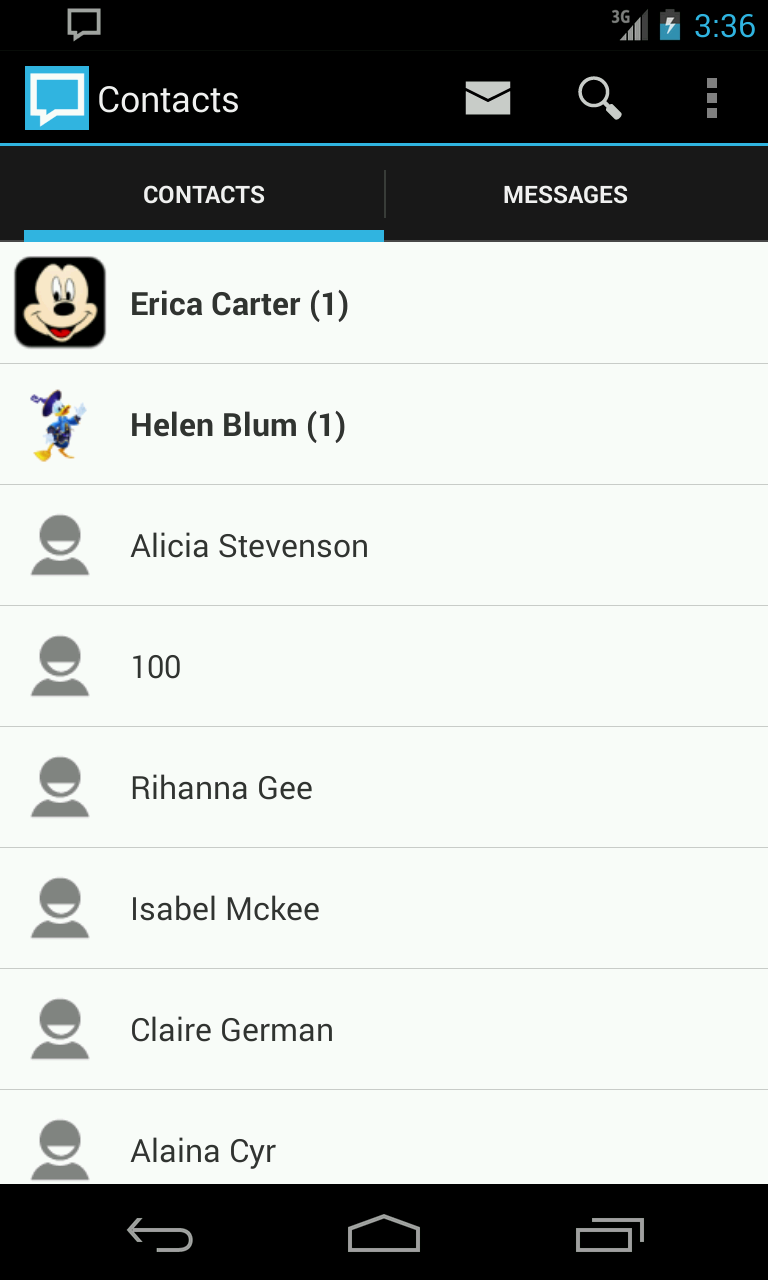 3G
3:36
Contacts
CONTACTS
MESSAGES
Erica Carter (1)
Helen Blum (1)
Alicia Stevenson
100
Rihanna Gee
Isabel Mckee
Claire German
Alaina Cyr